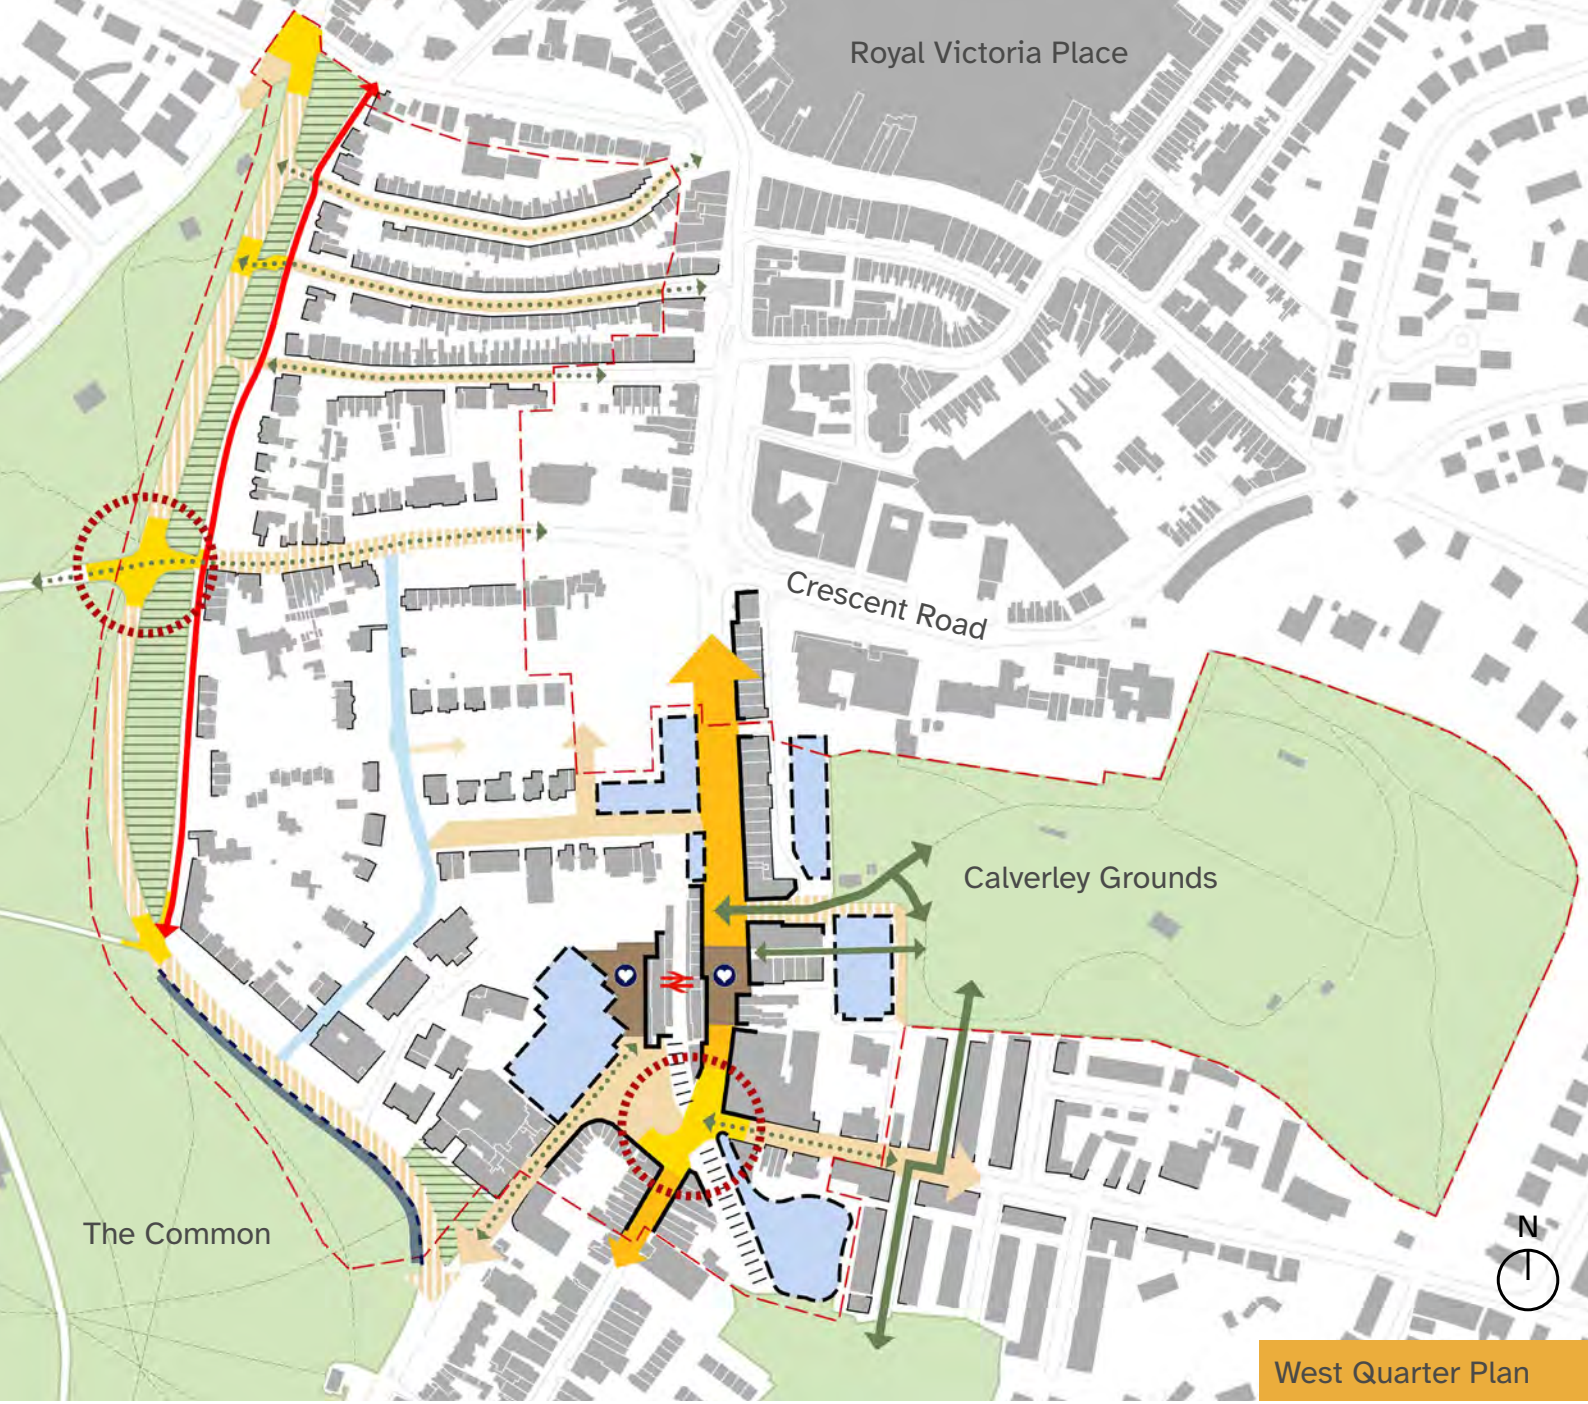 Royal Victoria Place
Crescent Road
Calverley Grounds
The Common
N
West Quarter Plan